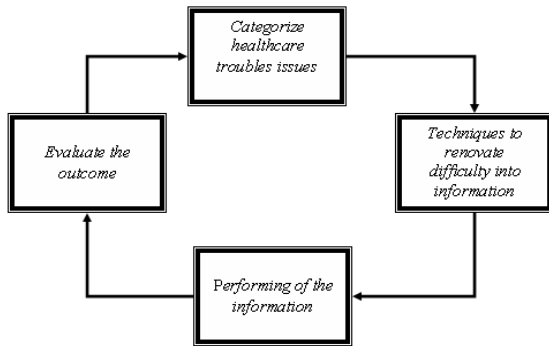 Categorize
healthcare
troubles issues
Techniques to
renovate
difficulty into
information
Performing of the
information
Evaluate the
outcome